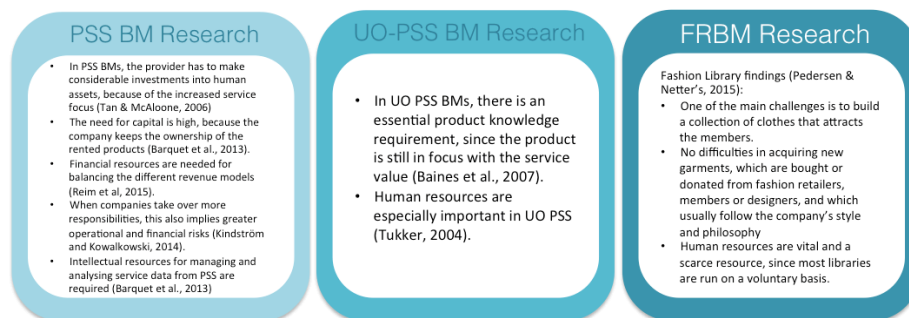 PSS BM Research
• In PSS BMs, the provider has to make
considerable investments into human
assets, because of the increased service
focus (Tan & McAloone, 2006)
• The need for capital is high, because the
company keeps the ownership of the
rented products (Barquet et al., 2013).
• Financial resources are needed for
balancing the different revenue models
(Reim et al, 2015).
• When companies take over more
responsibilities, this also implies greater
operational and financial risks (Kindström
and Kowalkowski, 2014).
• Intellectual resources for managing and
analysing service data from PSS are
required (Barquet et al., 2013)
UO-PSS BM Research
• In UO PSS BMs, there is an
essential product knowledge
requirement, since the product
is still in focus with the service
value (Baines et al., 2007).
• Human resources are
especially important in UO PSS
(Tukker, 2004).
FRBM Research
Fashion Library findings (Pedersen &
Netter's, 2015):
• One of the main challenges is to build
a collection of clothes that attracts
the members.
• No difficulties in acquiring new
garments, which are bought or
donated from fashion retailers,
members or designers, and which
usually follow the company's style
and philosophy
• Human resources are vital and a
scarce resource, since most libraries
are run on a voluntary basis.